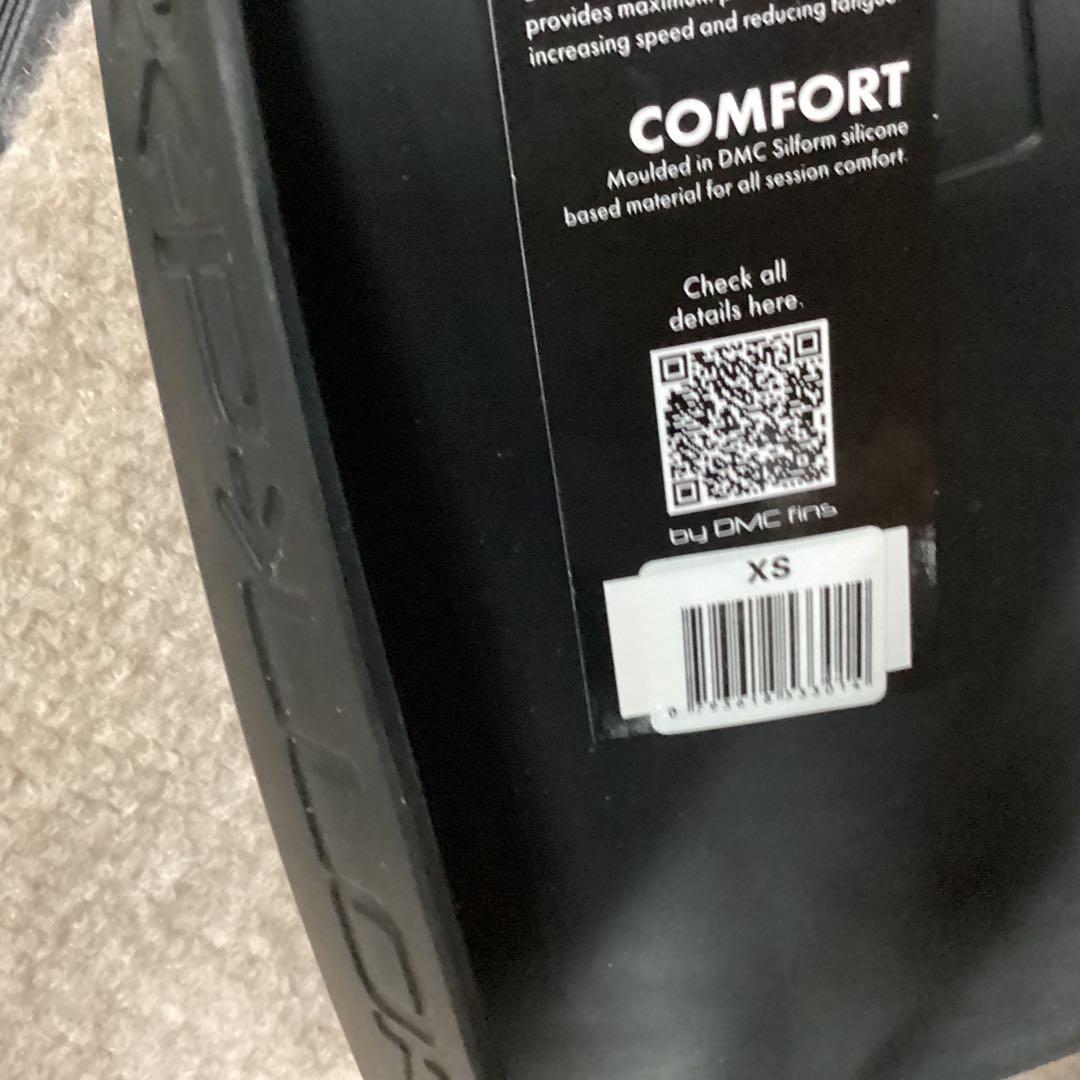 provides
increasing speed and reducing
COMFORT
Moulded in DMC Silform silicone
based material for all session comfort.
Check all
details here.
by DMC fins
XS